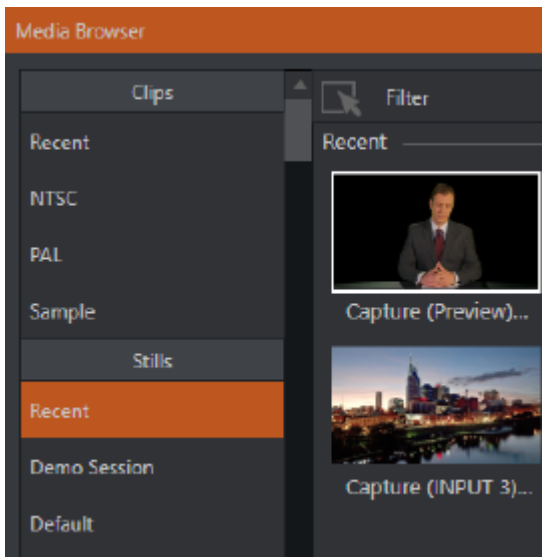 Media Browser
Clips
Recent
NTSC
PAL
Sample
Stills
Recent
Demo Session
Default
Filter
Recent
Capture (Preview)...
Capture (INPUT 3)...